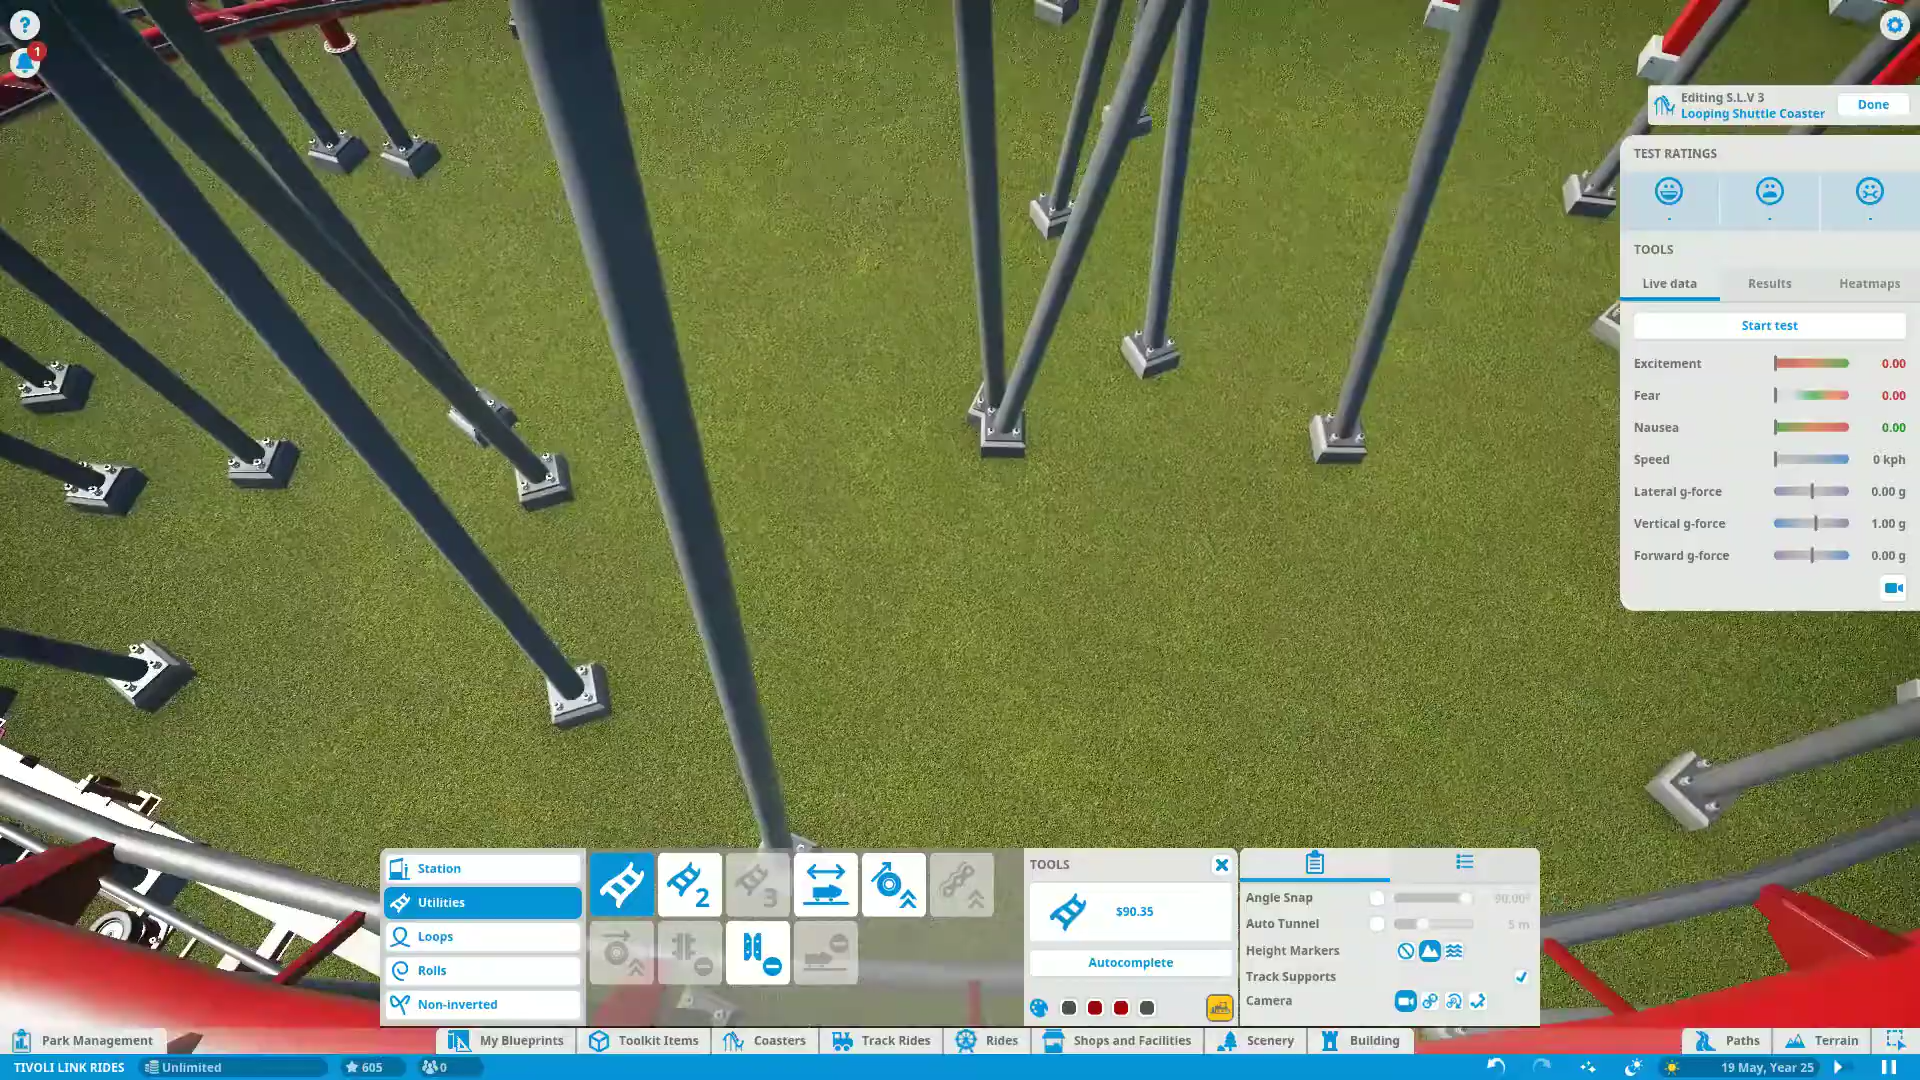 ?
1
Editing S.L.V 3
Looping Shuttle Coaster
Done
TEST RATINGS
-
-
-
TOOLS
Live data
Results
Heatmaps
Start test
Excitement
0.00
Fear
0.00
Nausea
0.00
Speed
0 kph
Lateral g-force
0.00 g
Vertical g-force
1.00 g
Forward g-force
0.00 g
Station
Utilities
Loops
Rolls
Non-inverted
2
3
TOOLS
$90.35
Autocomplete
Angle Snap
90.00°
Auto Tunnel
5 m
Height Markers
Track Supports
Camera
Park Management
My Blueprints
Toolkit Items
Coasters
Track Rides
Rides
Shops and Facilities
Scenery
Building
Paths
Terrain
TIVOLI LINK RIDES
Unlimited
605
0
19 May, Year 25